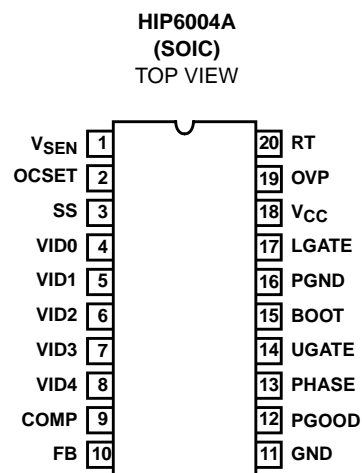 HIP6004A
(SOIC)
TOP VIEW
VSEN 1 20 RT
OCSET 2 19 OVP
SS 3 18 VCC
VID0 4 17 LGATE
VID1 5 16 PGND
VID2 6 15 BOOT
VID3 7 14 UGATE
VID4 8 13 PHASE
COMP 9 12 PGOOD
FB 10 11 GND